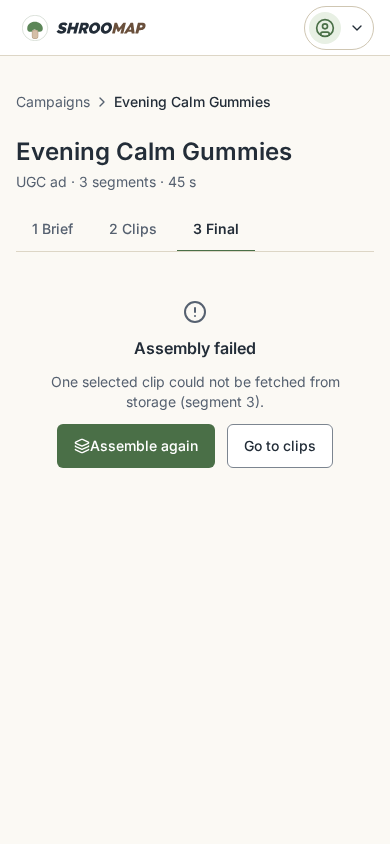 SHROOMAP
Campaigns > Evening Calm Gummies
Evening Calm Gummies
UGC ad · 3 segments · 45 s
1 Brief 2 Clips 3 Final
Assembly failed
One selected clip could not be fetched from
storage (segment 3).
Assemble again Go to clips